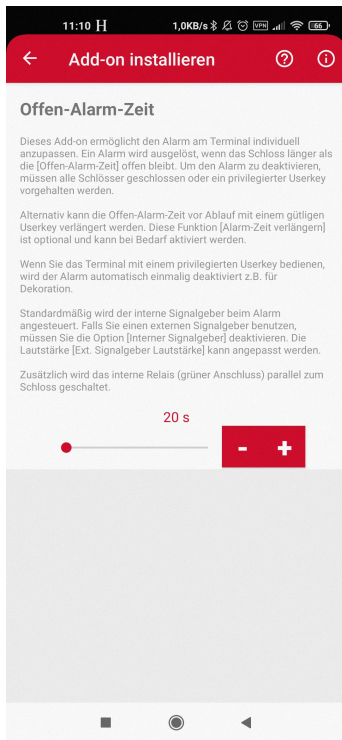 11:10 H 1,0KB/s VPN 66
Add-on installieren
Offen-Alarm-Zeit
Dieses Add-on ermöglicht den Alarm am Terminal individuell
anzupassen. Ein Alarm wird ausgelöst, wenn das Schloss länger als
die [Offen-Alarm-Zeit] offen bleibt. Um den Alarm zu deaktivieren,
müssen alle Schlösser geschlossen oder ein privilegierter Userkey
vorgehalten werden.
Alternativ kann die Offen-Alarm-Zeit vor Ablauf mit einem gütligen
Userkey verlängert werden. Diese Funktion [Alarm-Zeit verlängern]
ist optional und kann bei Bedarf aktiviert werden.
Wenn Sie das Terminal mit einem privilegierten Userkey bedienen,
wird der Alarm automatisch einmalig deaktiviert z.B. für
Dekoration.
Standardmäßig wird der interne Signalgeber beim Alarm
angesteuert. Falls Sie einen externen Signalgeber benutzen,
müssen Sie die Option [Interner Signalgeber] deaktivieren. Die
Lautstärke [Ext. Signalgeber Lautstärke] kann angepasst werden.
Zusätzlich wird das interne Relais (grüner Anschluss) parallel zum
Schloss geschaltet.
20 s
- +